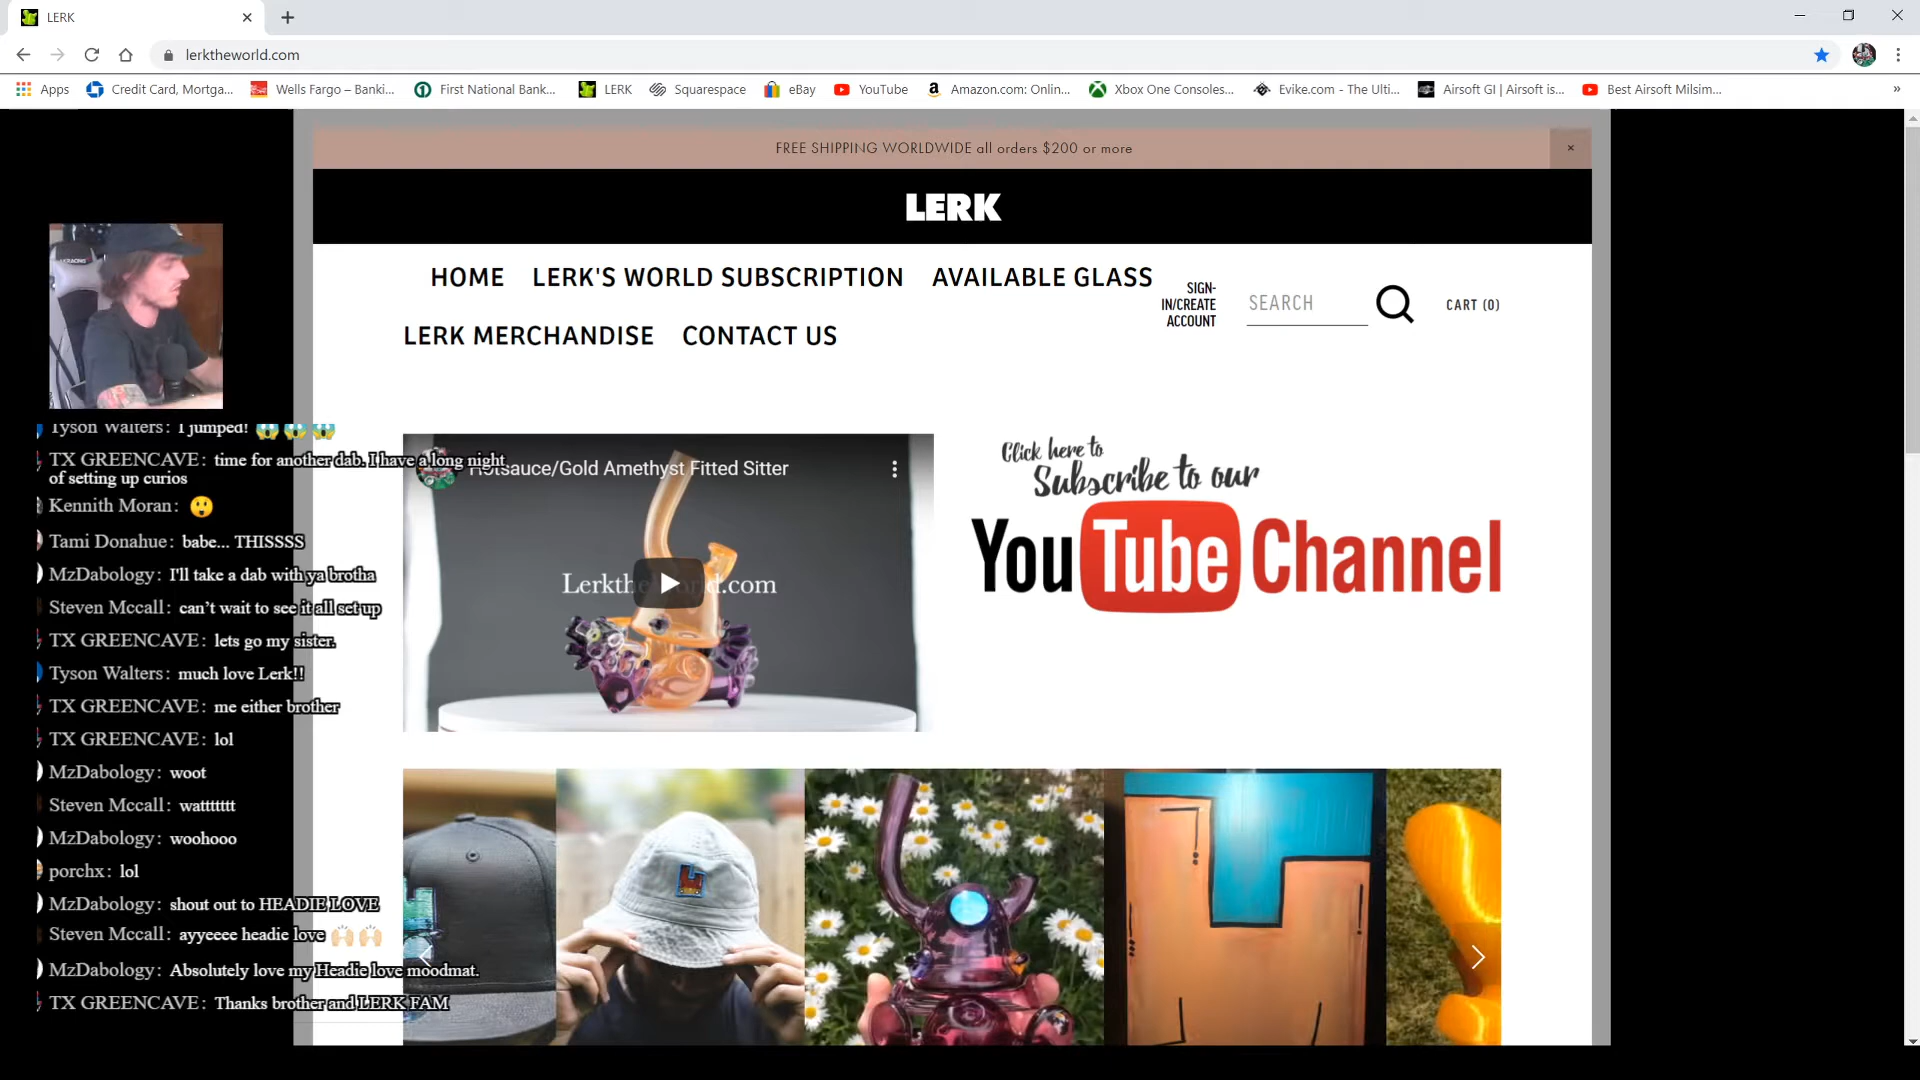 LERK
lerktheworld.com
Apps Credit Card, Mortga... Wells Fargo – Banki... First National Bank... LERK Squarespace eBay YouTube Amazon.com: Onlin... Xbox One Consoles... Evike.com - The Ulti... Airsoft GI | Airsoft is... Best Airsoft Milsim... »
FREE SHIPPING WORLDWIDE all orders $200 or more ×
LERK
HOME LERK'S WORLD SUBSCRIPTION AVAILABLE GLASS
LERK MERCHANDISE CONTACT US
SIGN-
IN/CREATE
ACCOUNT
SEARCH
CART (0)
Hotsauce/Gold Amethyst Fitted Sitter
Click here to
Subscribe to our
YouTube Channel
Tyson Walters: I jumped! 😱😱😱
TX GREENCAVE: time for another dab. I have a long night
of setting up curios
Kennith Moran: 😲
Tami Donahue: babe... THISSSS
MzDabology: I'll take a dab with ya brotha
Steven Mccall: can't wait to see it all set up
TX GREENCAVE: lets go my sister.
Tyson Walters: much love Lerk!!
TX GREENCAVE: me either brother
TX GREENCAVE: lol
MzDabology: woot
Steven Mccall: wattttttt
MzDabology: woohooo
porchx: lol
MzDabology: shout out to HEADIE LOVE
Steven Mccall: ayyeeee headie love 🙌🏻 🙌🏻
MzDabology: Absolutely love my Headie love moodmat.
TX GREENCAVE: Thanks brother and LERK FAM